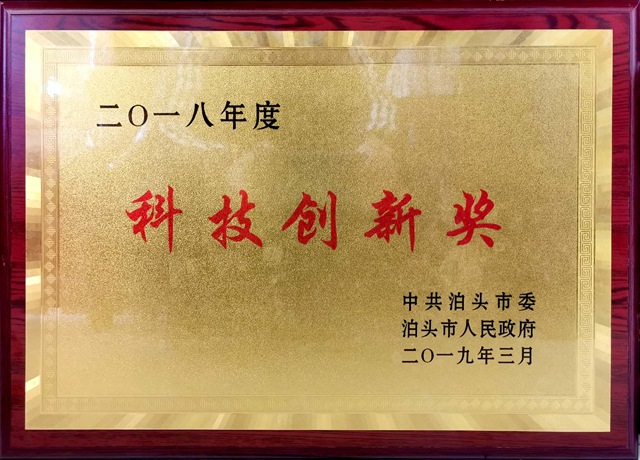 二〇一八年度
科技创新奖
中共泊头市委
泊头市人民政府
二〇一九年三月